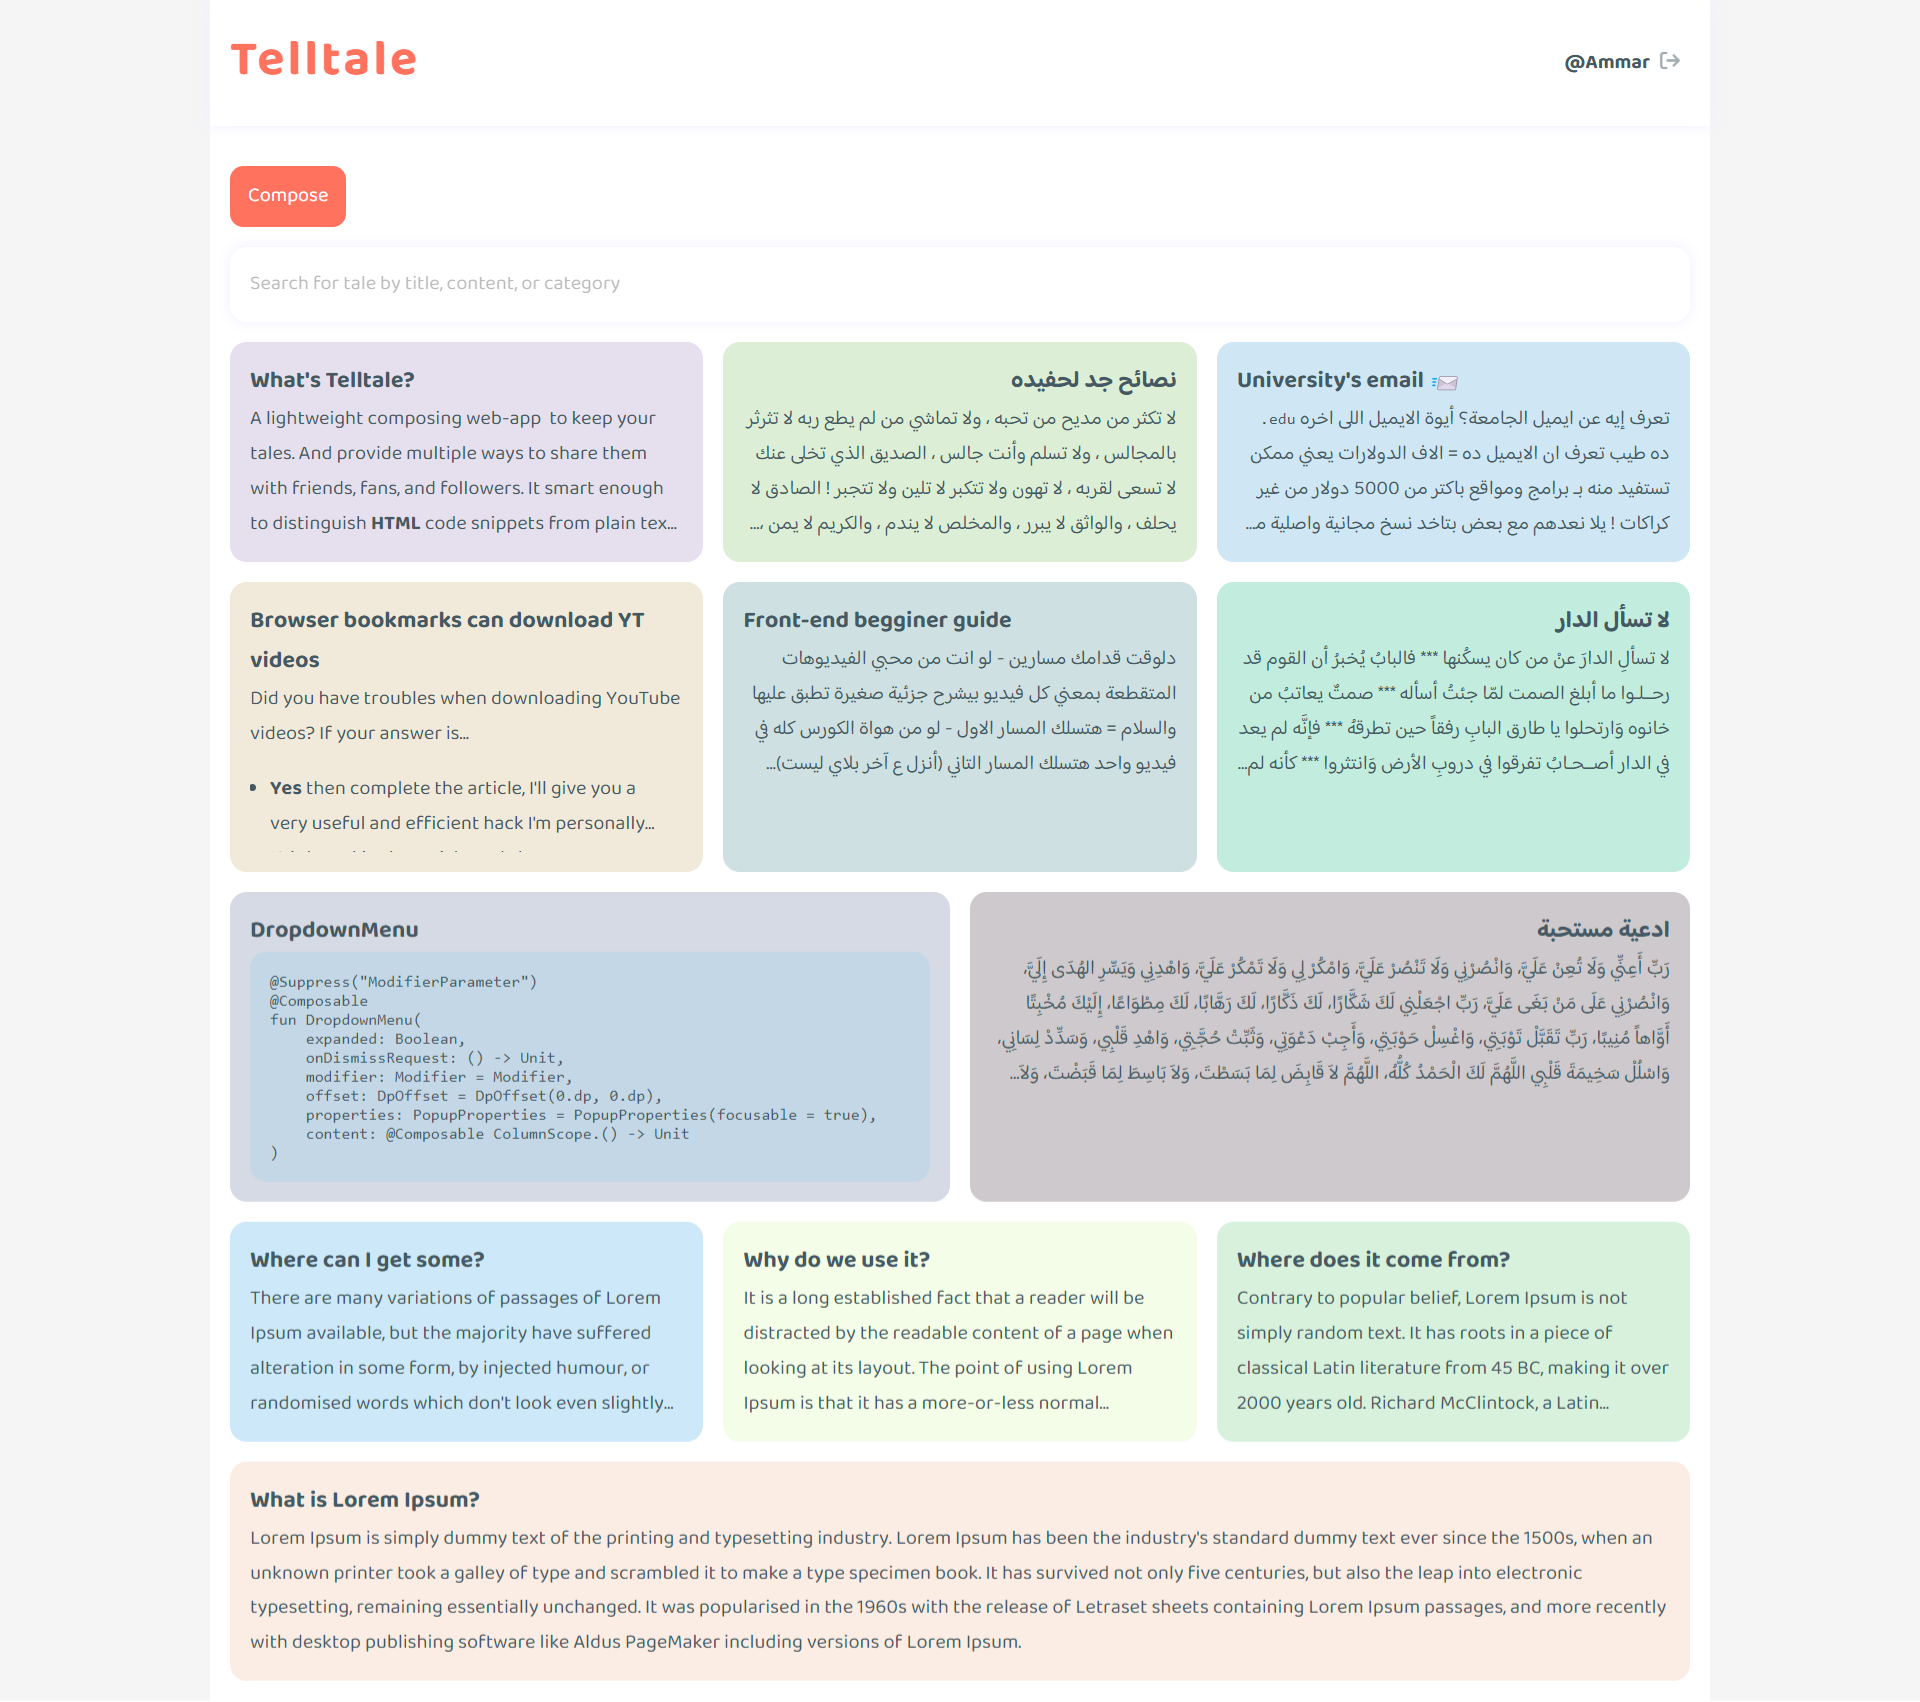 Telltale
@Ammar
Compose
Search for tale by title, content, or category
What's Telltale?
A lightweight composing web-app  to keep your
tales. And provide multiple ways to share them
with friends, fans, and followers. It smart enough
to distinguish HTML code snippets from plain tex...
نصائح جد لحفيده
لا تكثر من مديح من تحبه ، ولا تماشي من لم يطع ربه لا تثرثر
بالمجالس ، ولا تسلم وأنت جالس ، الصديق الذي تخلى عنك
لا تسعى لقربه ، لا تهون ولا تتكبر لا تلين ولا تتجبر ! الصادق لا
يحلف ، والواثق لا يبرر ، والمخلص لا يندم ، والكريم لا يمن ،...
University's email 📨
تعرف إيه عن ايميل الجامعة؟ أيوة الايميل اللى اخره edu .
ده طيب تعرف ان الايميل ده = الاف الدولارات يعني ممكن
تستفيد منه بـ برامج ومواقع باكتر من 5000 دولار من غير
كراكات ! يلا نعدهم مع بعض بتاخد نسخ مجانية واصلية مـ...
Browser bookmarks can download YT
videos
Did you have troubles when downloading YouTube
videos? If your answer is...
• Yes then complete the article, I'll give you a
very useful and efficient hack I'm personally...
Front-end begginer guide
دلوقت قدامك مسارين - لو انت من محبي الفيديوهات
المتقطعة بمعني كل فيديو بيشرح جزئية صغيرة تطبق عليها
والسلام = هتسلك المسار الاول - لو من هواة الكورس كله في
فيديو واحد هتسلك المسار التاني (أنزل ع آخر بلاي ليست)...
لا تسأل الدار
لا تسألِ الدارَ عنْ من كان يسكُنها *** فالبابُ يُخبرُ أن القوم قد
رحــلـوا ما أبلغ الصمت لمّا جئتُ أسأله *** صمتٌ يعاتبُ من
خانوه وَارتحلوا يا طارق البابِ رفقاً حين تطرقهُ *** فإنَّه لم يعد
في الدار أصــحـابُ تفرقوا في دروبِ الأرض وَانتثروا *** كأنه لم...
DropdownMenu
@Suppress("ModifierParameter")
@Composable
fun DropdownMenu(
    expanded: Boolean,
    onDismissRequest: () -> Unit,
    modifier: Modifier = Modifier,
    offset: DpOffset = DpOffset(0.dp, 0.dp),
    properties: PopupProperties = PopupProperties(focusable = true),
    content: @Composable ColumnScope.() -> Unit
)
ادعية مستحبة
رَبِّ أَعِنِّي وَلَا تُعِنْ عَلَيَّ، وَانْصُرْنِي وَلَا تَنْصُرْ عَلَيَّ، وَامْكُرْ لِي وَلَا تَمْكُرْ عَلَيَّ، وَاهْدِنِي وَيَسِّرِ الهُدَى إِلَيَّ،
وَانْصُرْنِي عَلَى مَنْ بَغَى عَلَيَّ، رَبِّ اجْعَلْنِي لَكَ شَكَّارًا، لَكَ ذَكَّارًا، لَكَ رَهَّابًا، لَكَ مِطْوَاعًا، إِلَيْكَ مُخْبِتًا
أَوَّاهاً مُنِيبًا، رَبِّ تَقَبَّلْ تَوْبَتِي، وَاغْسِلْ حَوْبَتِي، وَأَجِبْ دَعْوَتِي، وَثَبِّتْ حُجَّتِي، وَاهْدِ قَلْبِي، وَسَدِّدْ لِسَانِي،
وَاسْلُلْ سَخِيمَةَ قَلْبِي اللَّهُمَّ لَكَ الْحَمْدُ كُلُّهُ، اللَّهُمَّ لاَ قَابِضَ لِمَا بَسَطْتَ، وَلاَ بَاسِطَ لِمَا قَبَضْتَ، وَلاَ...
Where can I get some?
There are many variations of passages of Lorem
Ipsum available, but the majority have suffered
alteration in some form, by injected humour, or
randomised words which don't look even slightly...
Why do we use it?
It is a long established fact that a reader will be
distracted by the readable content of a page when
looking at its layout. The point of using Lorem
Ipsum is that it has a more-or-less normal...
Where does it come from?
Contrary to popular belief, Lorem Ipsum is not
simply random text. It has roots in a piece of
classical Latin literature from 45 BC, making it over
2000 years old. Richard McClintock, a Latin...
What is Lorem Ipsum?
Lorem Ipsum is simply dummy text of the printing and typesetting industry. Lorem Ipsum has been the industry's standard dummy text ever since the 1500s, when an
unknown printer took a galley of type and scrambled it to make a type specimen book. It has survived not only five centuries, but also the leap into electronic
typesetting, remaining essentially unchanged. It was popularised in the 1960s with the release of Letraset sheets containing Lorem Ipsum passages, and more recently
with desktop publishing software like Aldus PageMaker including versions of Lorem Ipsum.